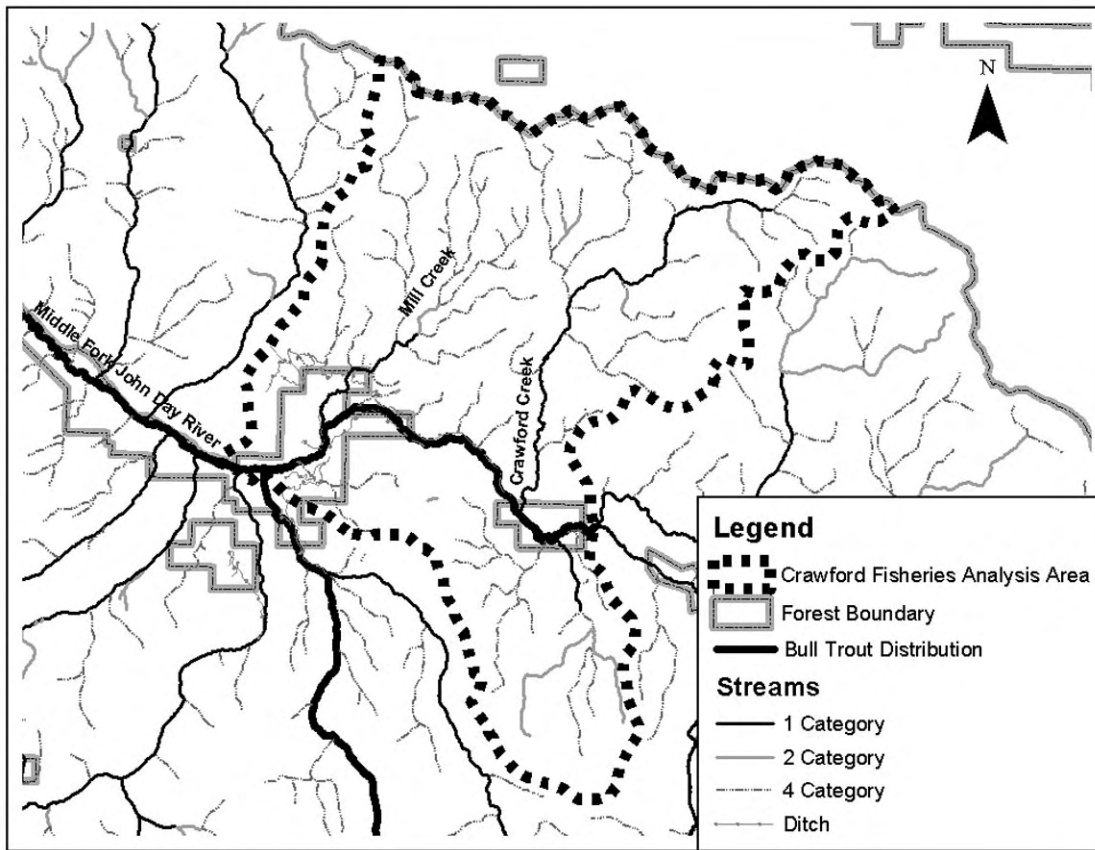 N
Mill Creek
Middle Fork John Day River
Crawford Creek
Legend
Crawford Fisheries Analysis Area
Forest Boundary
Bull Trout Distribution
Streams
1 Category
2 Category
4 Category
Ditch